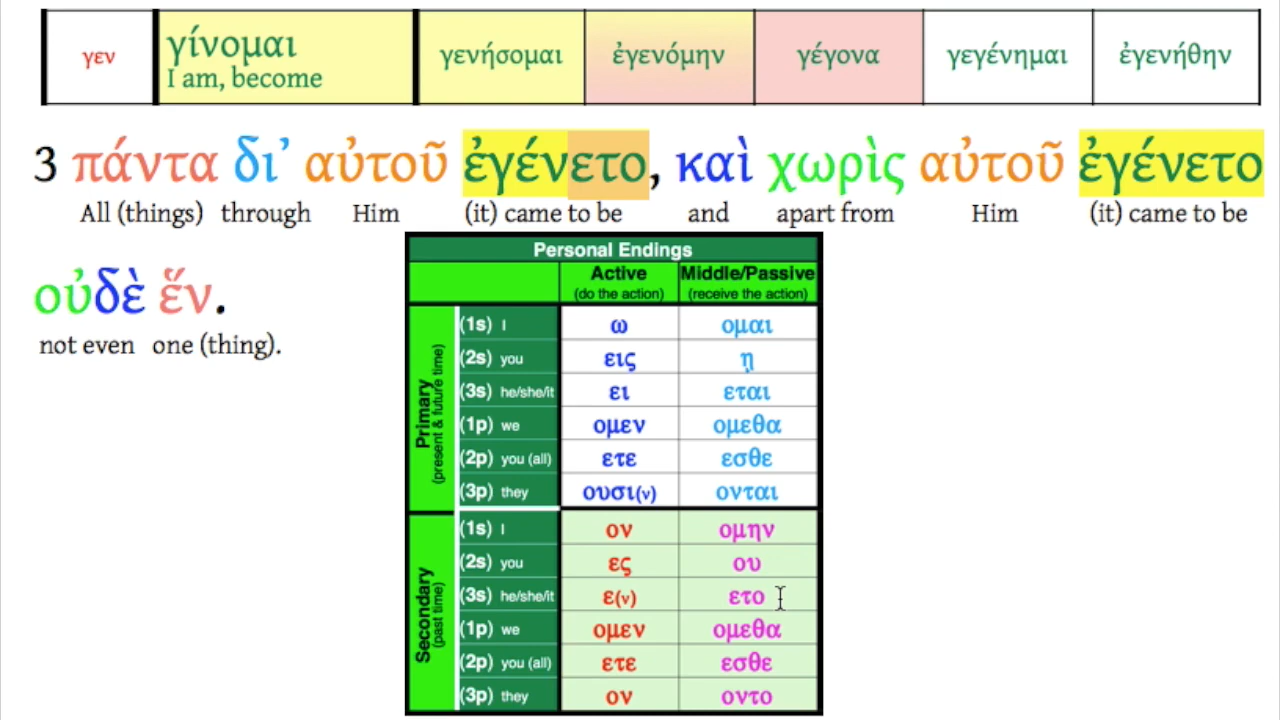 γεν γίνομαι γενήσομαι ἐγενόμην γέγονα γεγένημαι ἐγενήθην
I am, become
3 πάντα δι’ αὐτοῦ ἐγένετο, καὶ χωρὶς αὐτοῦ ἐγένετο
All (things) through Him (it) came to be and apart from Him (it) came to be
οὐδὲ ἕν.
not even one (thing).
Personal Endings
Active Middle/Passive
(do the action) (receive the action)
Primary
(present & future time)
(1s) I ω ομαι
(2s) you εις ῃ
(3s) he/she/it ει εται
(1p) we ομεν ομεθα
(2p) you (all) ετε εσθε
(3p) they ουσι(ν) ονται
Secondary
(past time)
(1s) I ον ομην
(2s) you ες ου
(3s) he/she/it ε(ν) ετο
(1p) we ομεν ομεθα
(2p) you (all) ετε εσθε
(3p) they ον οντο